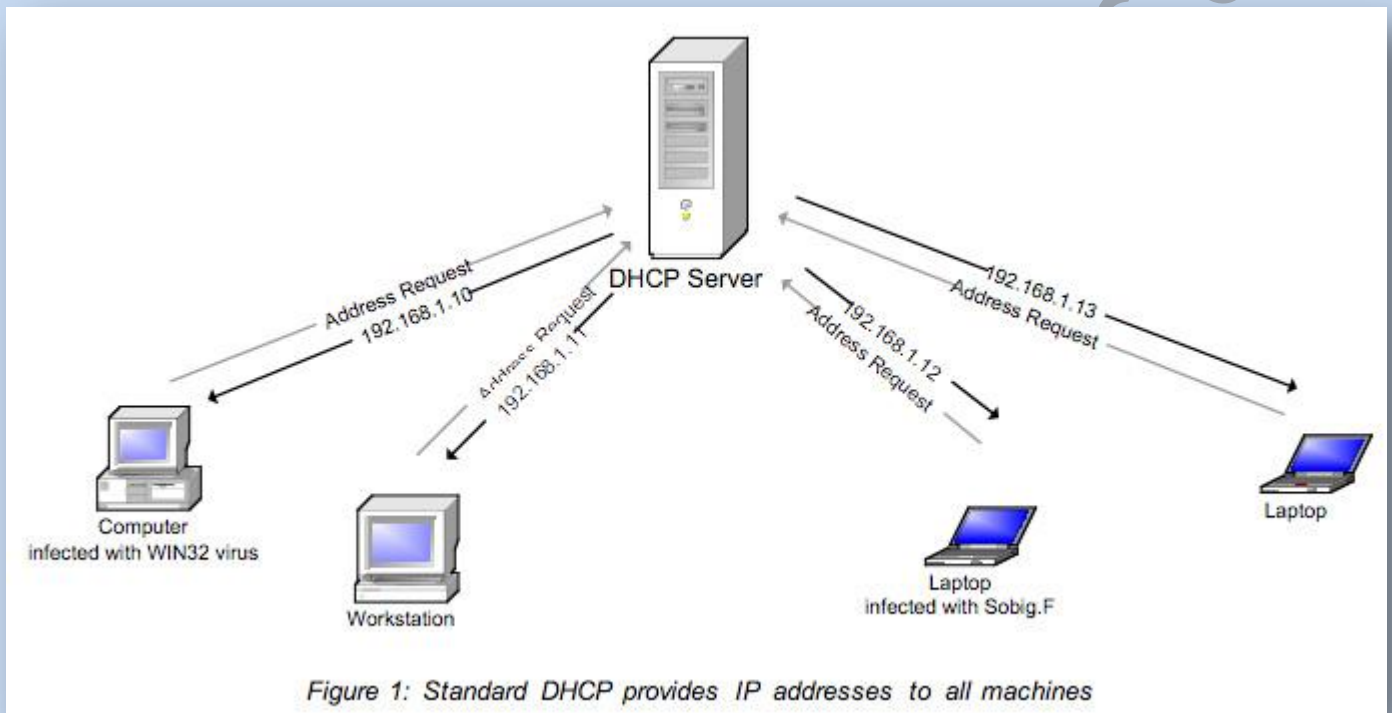 DHCP Server
Address Request
192.168.1.10
Address Request
192.168.1.11
192.168.1.13
Address Request
192.168.1.12
Address Request
Computer
infected with WIN32 virus
Workstation
Laptop
infected with Sobig.F
Laptop
Figure 1: Standard DHCP provides IP addresses to all machines